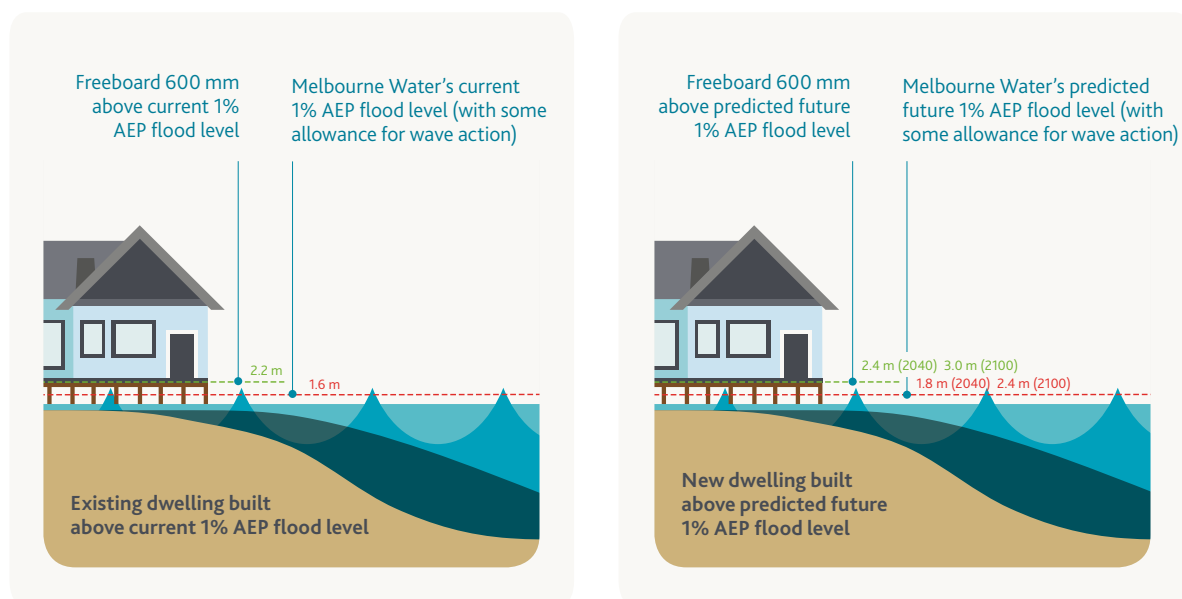 Freeboard 600 mm
above current 1%
AEP flood level
Melbourne Water's current
1% AEP flood level (with some
allowance for wave action)
2.2 m
1.6 m
Existing dwelling built
above current 1% AEP flood level
Freeboard 600 mm
above predicted future
1% AEP flood level
Melbourne Water's predicted
future 1% AEP flood level (with
some allowance for wave action)
2.4 m (2040) 3.0 m (2100)
1.8 m (2040) 2.4 m (2100)
New dwelling built
above predicted future
1% AEP flood level